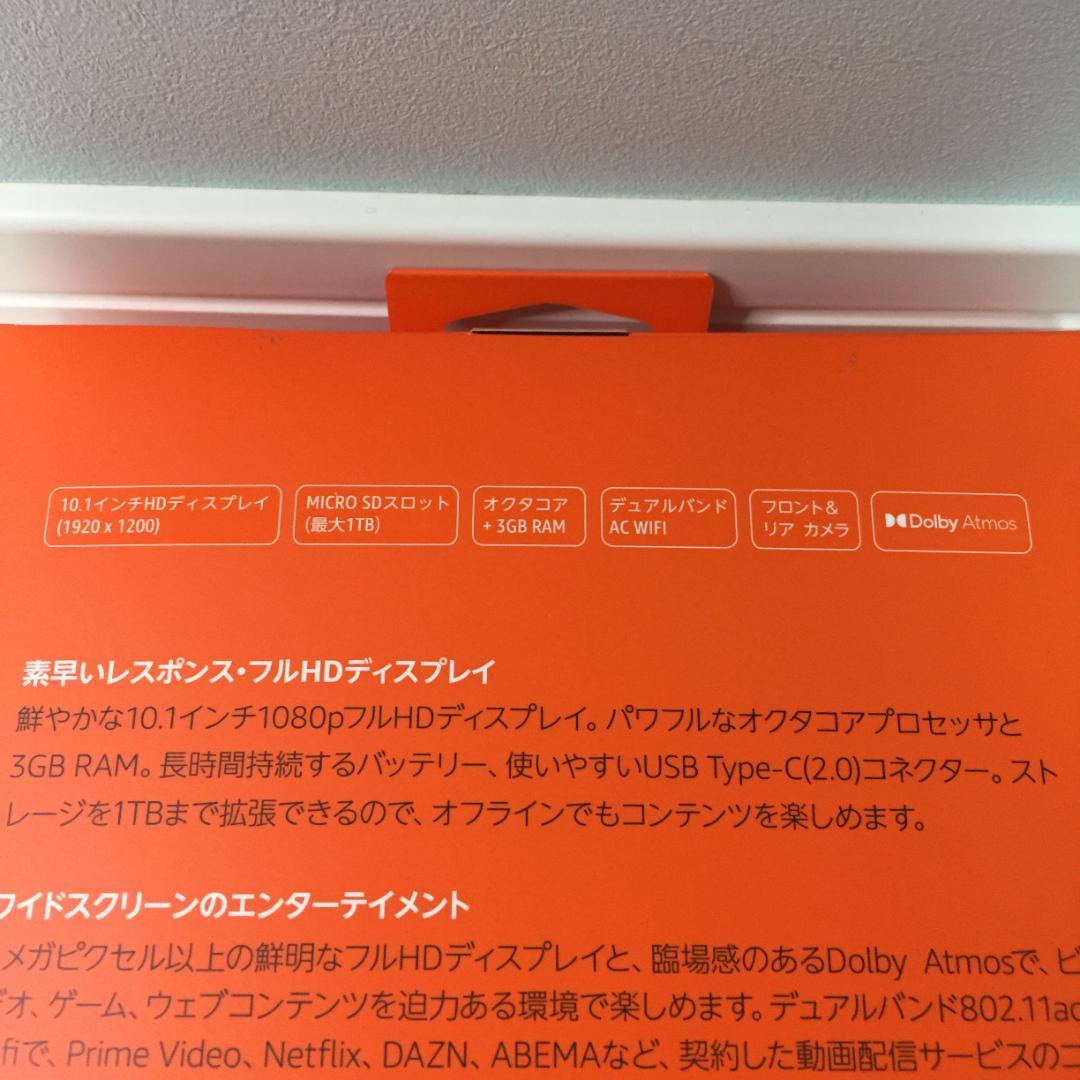 10.1インチHDディスプレイ
(1920 x 1200)
MICRO SDスロット
(最大1TB)
オクタコア
+ 3GB RAM
デュアルバンド
AC WIFI
フロント&
リア カメラ
Dolby Atmos
素早いレスポンス・フルHDディスプレイ
鮮やかな10.1インチ1080pフルHDディスプレイ。パワフルなオクタコアプロセッサと
3GB RAM。長時間持続するバッテリー、使いやすいUSB Type-C(2.0)コネクター。スト
レージを1TBまで拡張できるので、オフラインでもコンテンツを楽しめます。
ワイドスクリーンのエンターテイメント
メガピクセル以上の鮮明なフルHDディスプレイと、臨場感のあるDolby Atmosで、ビ
デオ、ゲーム、ウェブコンテンツを迫力ある環境で楽しめます。デュアルバンド802.11ac
fiで、Prime Video、Netflix、DAZN、ABEMAなど、契約した動画配信サービスのコ